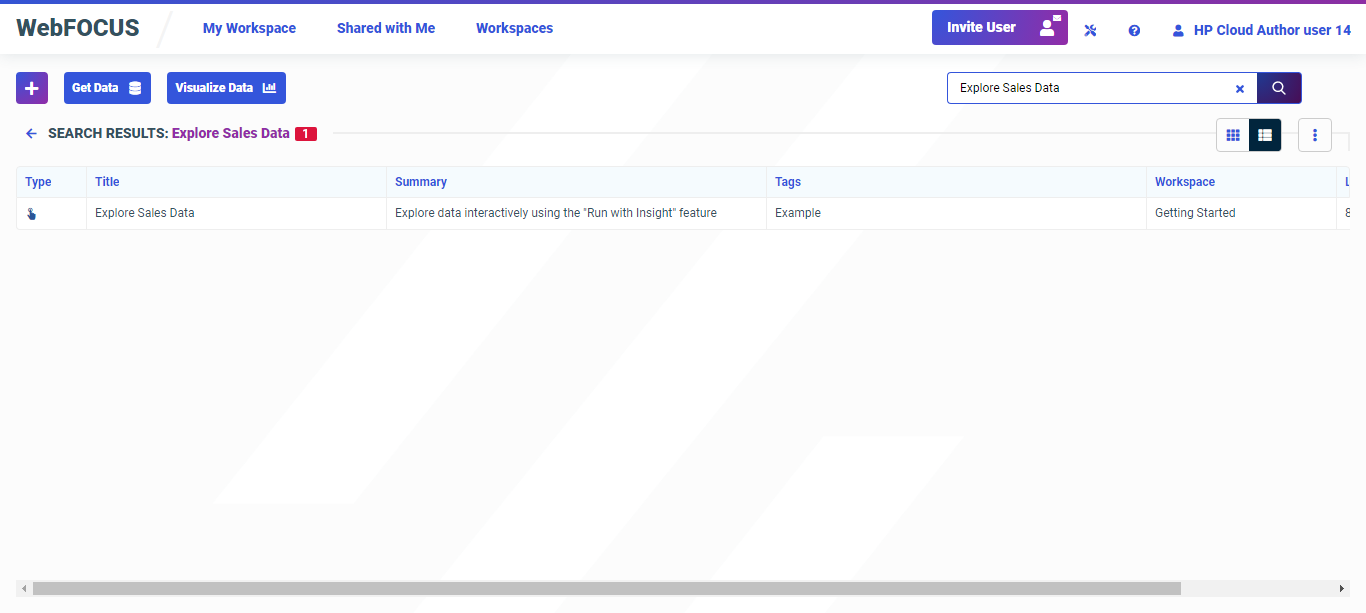 WebFOCUS My Workspace Shared with Me Workspaces Invite User HP Cloud Author user 14
Get Data Visualize Data Explore Sales Data
SEARCH RESULTS: Explore Sales Data 1
Type Title Summary Tags Workspace
Explore Sales Data Explore data interactively using the "Run with Insight" feature Example Getting Started